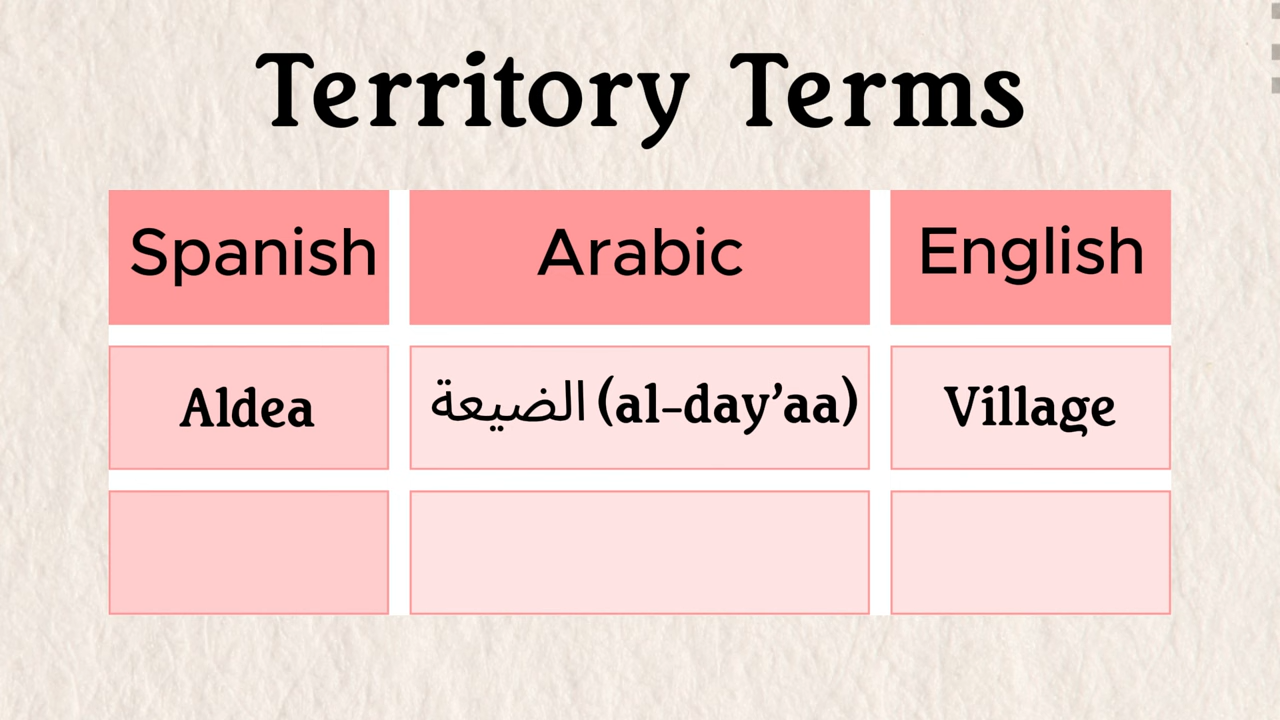 Territory Terms
Spanish
Arabic
English
Aldea
الضيعة (al-day’aa)
Village